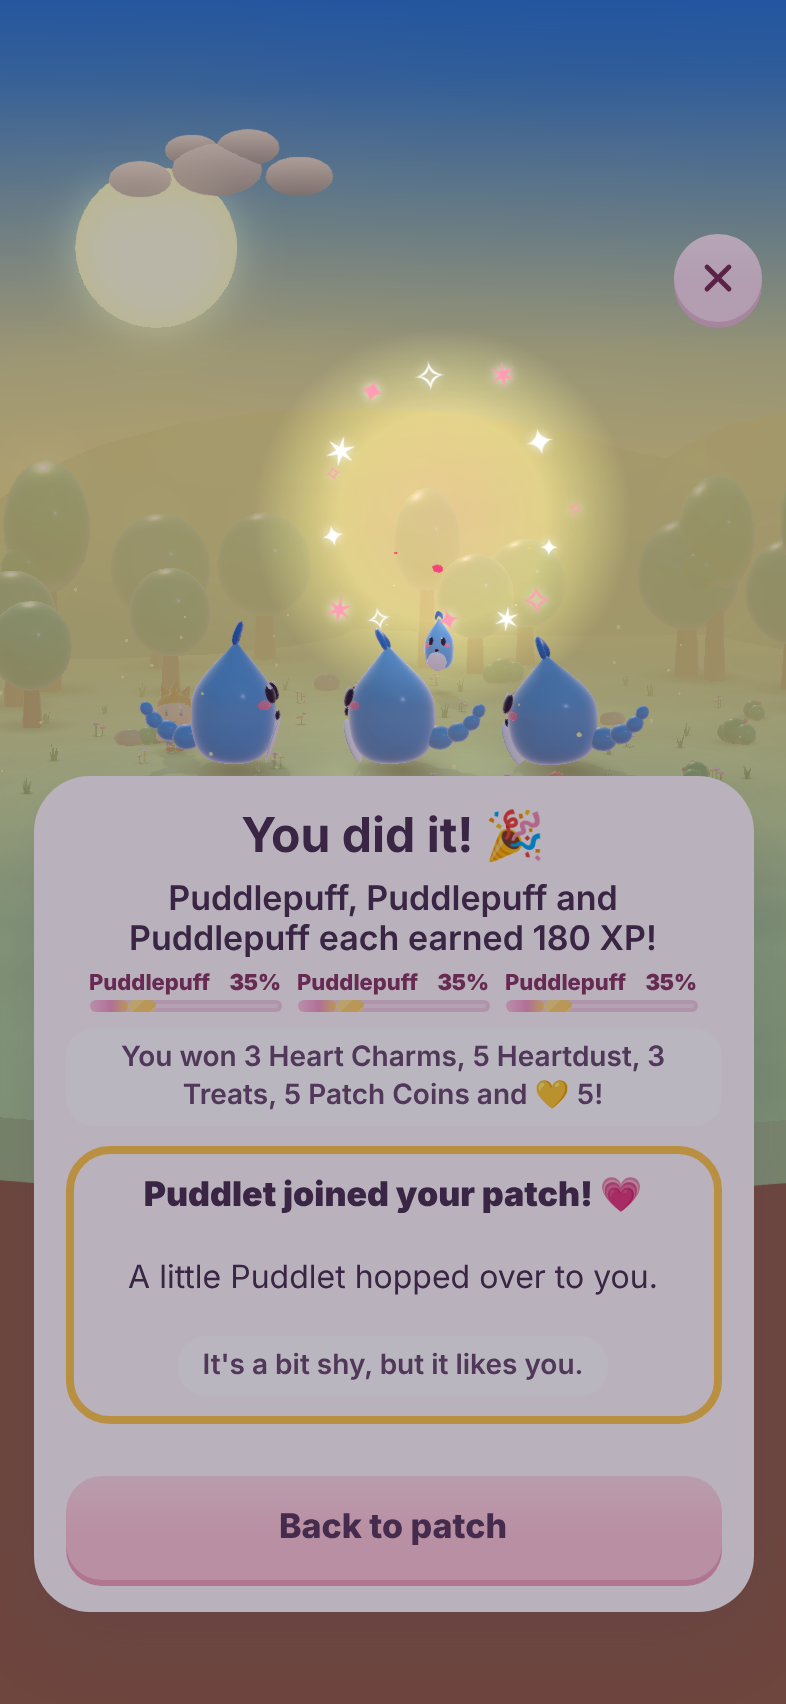 You did it! 🎉
Puddlepuff, Puddlepuff and
Puddlepuff each earned 180 XP!
Puddlepuff 35% Puddlepuff 35% Puddlepuff 35%
You won 3 Heart Charms, 5 Heartdust, 3
Treats, 5 Patch Coins and 💛 5!
Puddlet joined your patch! 💗
A little Puddlet hopped over to you.
It's a bit shy, but it likes you.
Back to patch